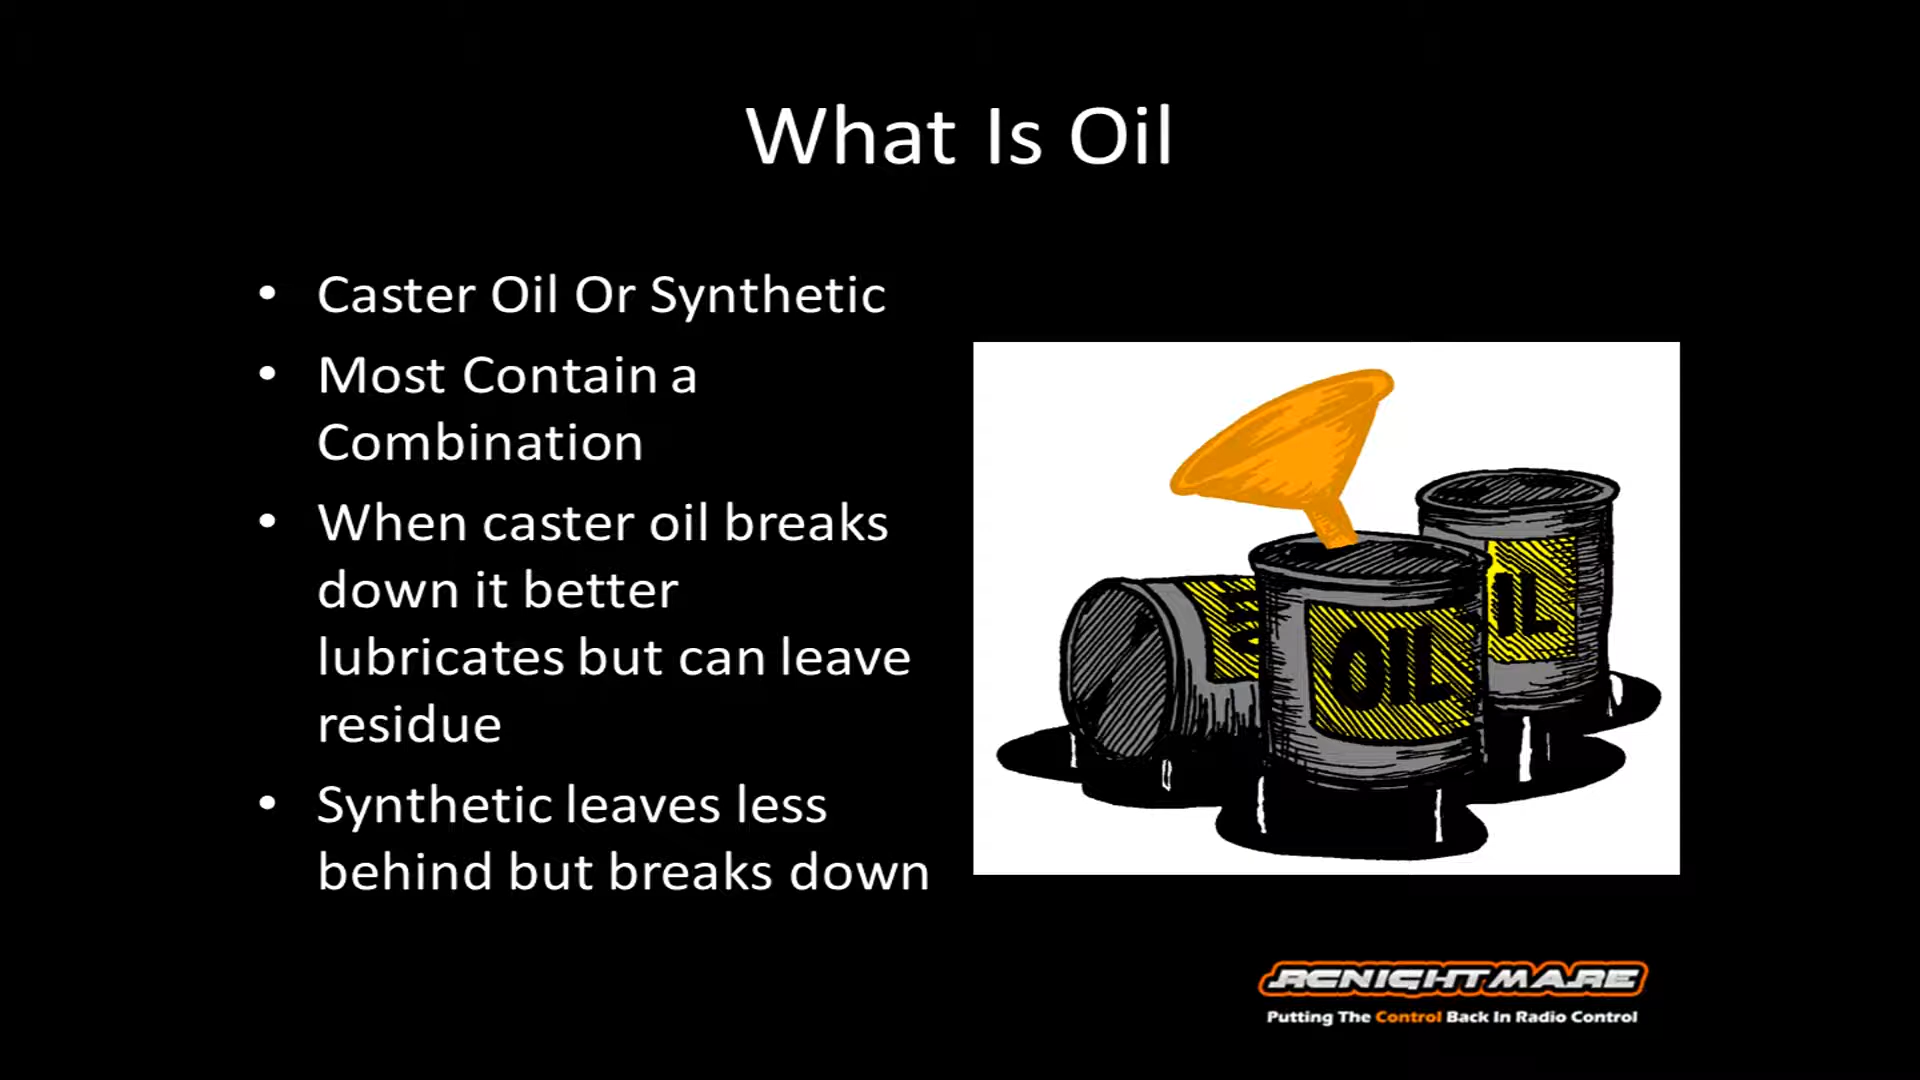 What Is Oil
• Caster Oil Or Synthetic
• Most Contain a
Combination
• When caster oil breaks
down it better
lubricates but can leave
residue
• Synthetic leaves less
behind but breaks down
OIL
OIL
IL
RCNIGHTMARE
Putting The Control Back In Radio Control